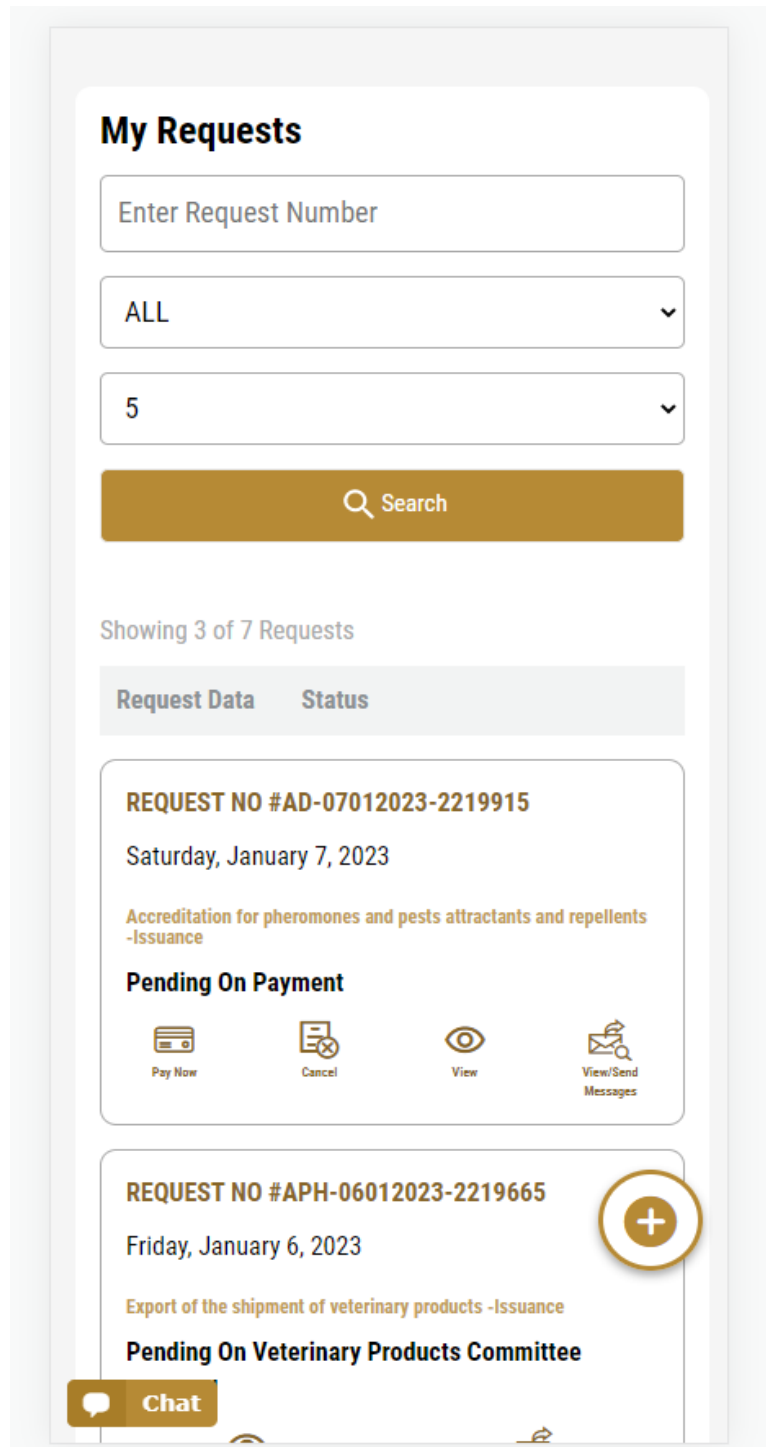 My Requests
Enter Request Number
ALL
5
Search
Showing 3 of 7 Requests
Request Data Status
REQUEST NO #AD-07012023-2219915
Saturday, January 7, 2023
Accreditation for pheromones and pests attractants and repellents
-Issuance
Pending On Payment
Pay Now Cancel View View/Send
Messages
REQUEST NO #APH-06012023-2219665
Friday, January 6, 2023
Export of the shipment of veterinary products -Issuance
Pending On Veterinary Products Committee
Chat